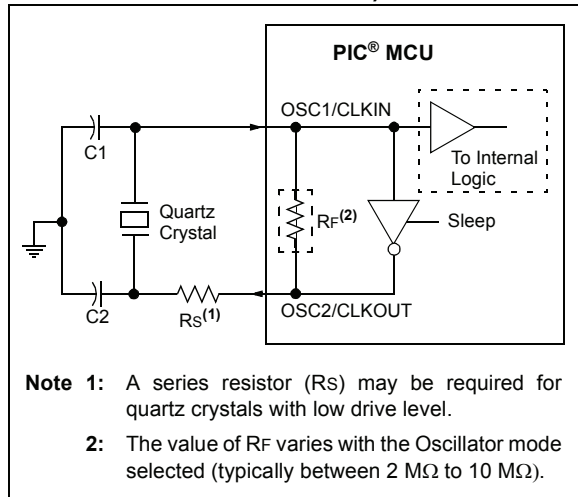 PIC® MCU
OSC1/CLKIN
C1
To Internal
Logic
Quartz
Crystal
RF(2)
Sleep
C2
RS(1)
OSC2/CLKOUT
Note 1: A series resistor (RS) may be required for
quartz crystals with low drive level.
2: The value of RF varies with the Oscillator mode
selected (typically between 2 MΩ to 10 MΩ).